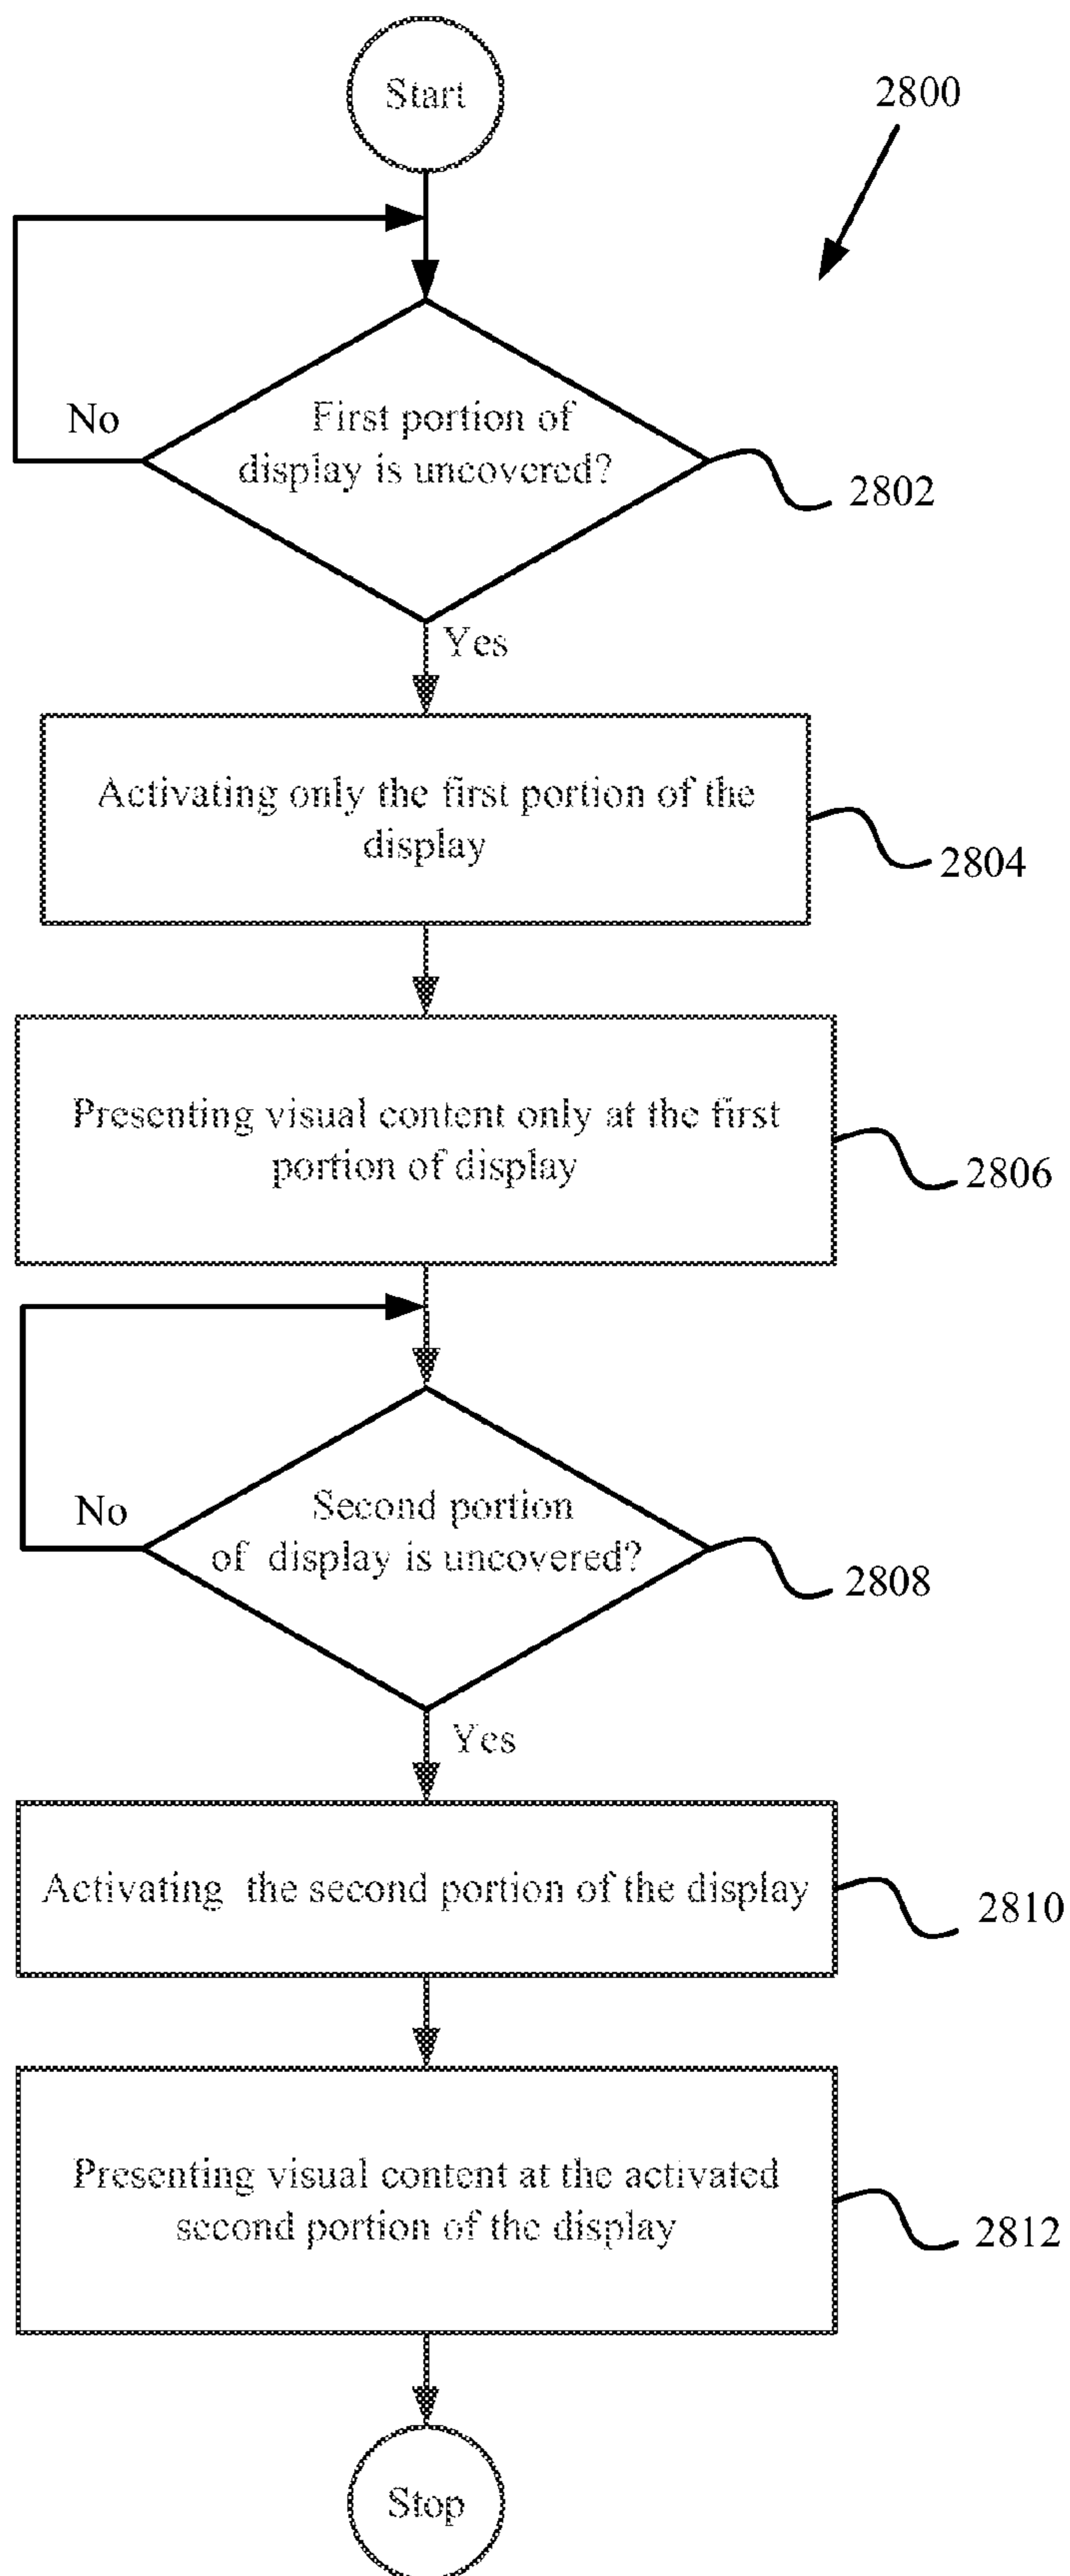 Start
2800
No
First portion of
display is uncovered?
2802
Yes
Activating only the first portion of the
display
2804
Presenting visual content only at the first
portion of display
2806
No
Second portion
of display is uncovered?
2808
Yes
Activating the second portion of the display
2810
Presenting visual content at the activated
second portion of the display
2812
Stop